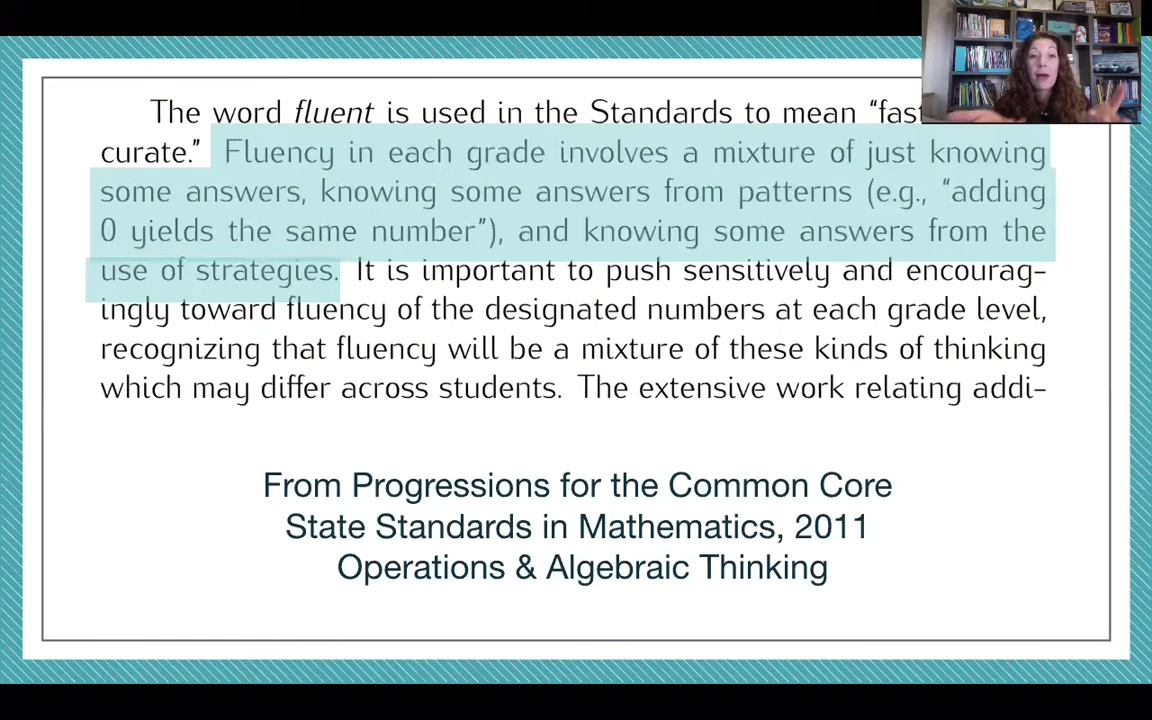 The word fluent is used in the Standards to mean “fast
curate.” Fluency in each grade involves a mixture of just knowing
some answers, knowing some answers from patterns (e.g., “adding
0 yields the same number”), and knowing some answers from the
use of strategies. It is important to push sensitively and encourag-
ingly toward fluency of the designated numbers at each grade level,
recognizing that fluency will be a mixture of these kinds of thinking
which may differ across students. The extensive work relating addi-
From Progressions for the Common Core
State Standards in Mathematics, 2011
Operations & Algebraic Thinking